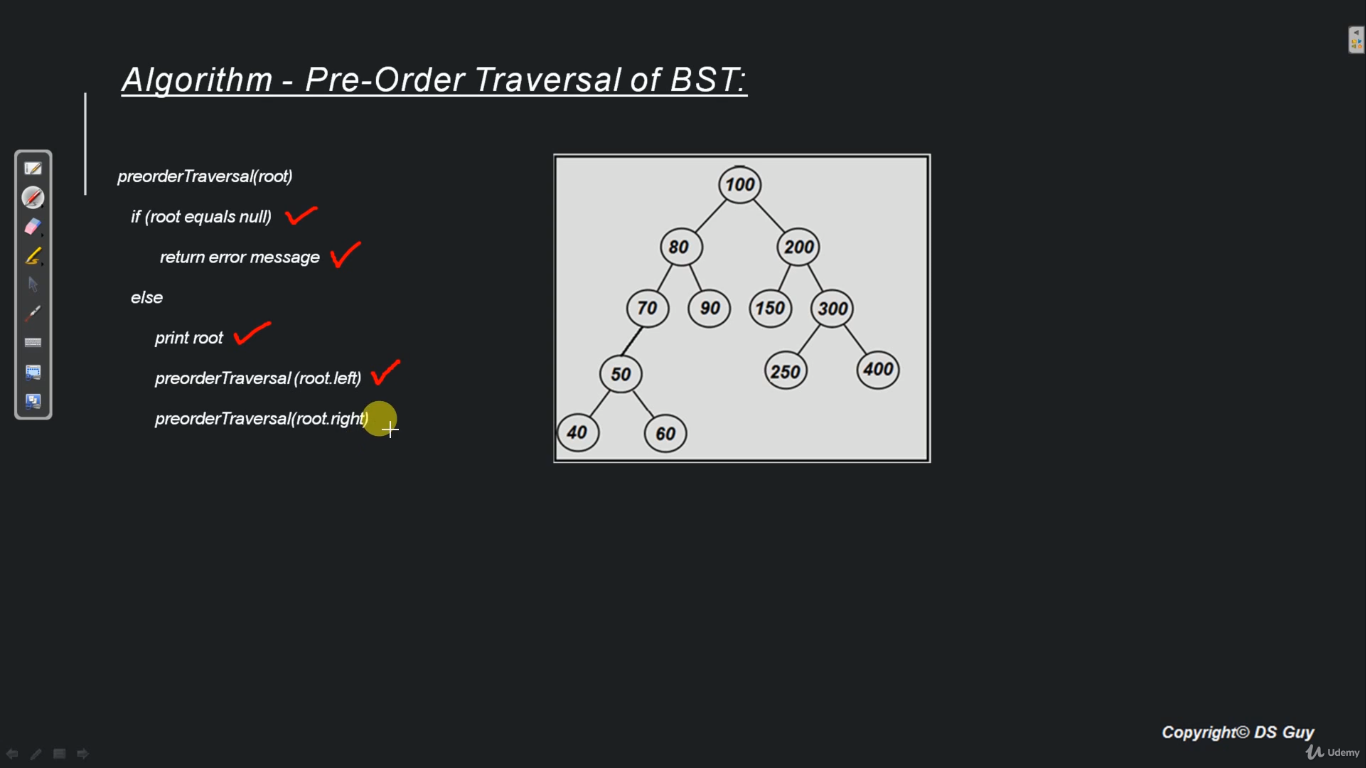 Algorithm - Pre-Order Traversal of BST:
preorderTraversal(root)
if (root equals null)
return error message
else
print root
preorderTraversal (root.left)
preorderTraversal(root.right)
100
80
200
70
90
150
300
50
250
400
40
60
Copyright© DS Guy
Udemy